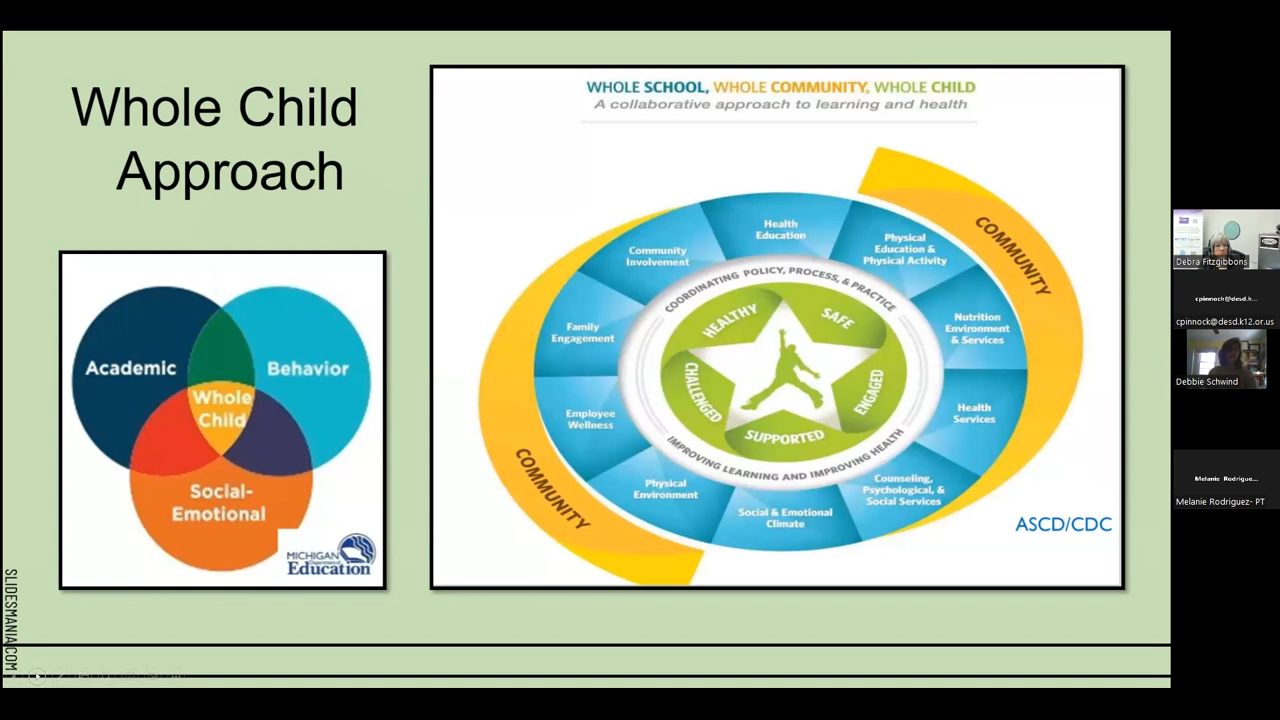 Whole Child
Approach
Academic
Behavior
Whole
Child
Social-
Emotional
MICHIGAN
Education
WHOLE SCHOOL, WHOLE COMMUNITY, WHOLE CHILD
A collaborative approach to learning and health
COMMUNITY
Health
Education
Physical
Education &
Physical Activity
Nutrition
Environment
& Services
Health
Services
Counseling,
Psychological, &
Social Services
Social & Emotional
Climate
Physical
Environment
Employee
Wellness
Family
Engagement
Community
Involvement
COORDINATING POLICY, PROCESS, & PRACTICE
IMPROVING LEARNING AND IMPROVING HEALTH
HEALTHY
SAFE
ENGAGED
SUPPORTED
CHALLENGED
COMMUNITY
ASCD/CDC
SLIDESMANIA.COM
Debra Fitzgibbons
cpinnock@desd.k...
cpinnock@desd.k12.or.us
Debbie Schwind
Melanie Rodrigue...
Melanie Rodriguez- PT